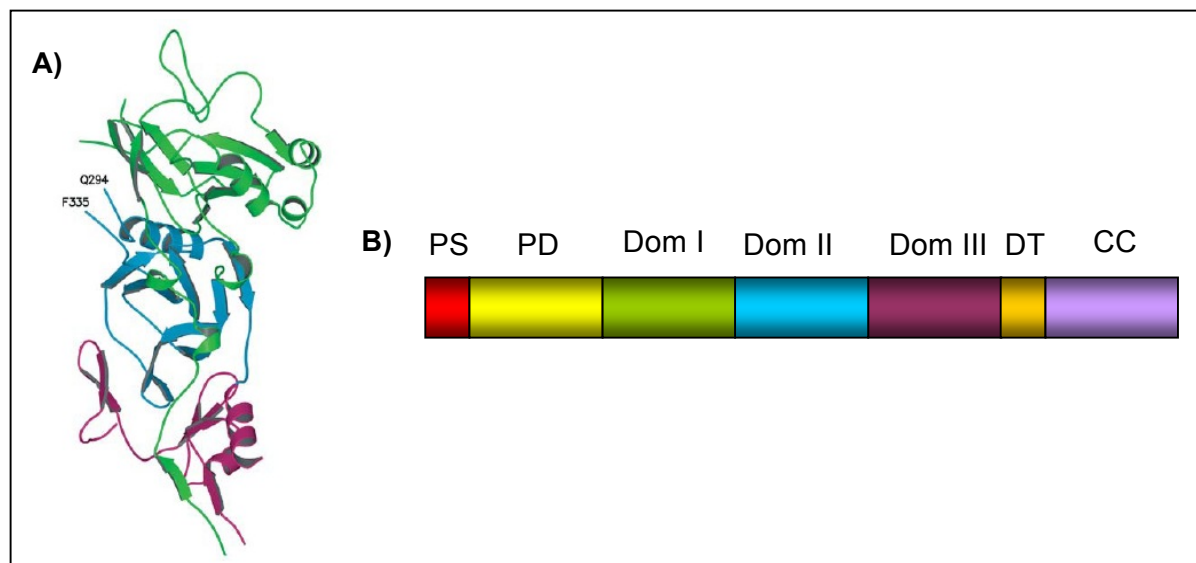 A)
Q294
F335
B)
PS PD Dom I Dom II Dom III DT CC